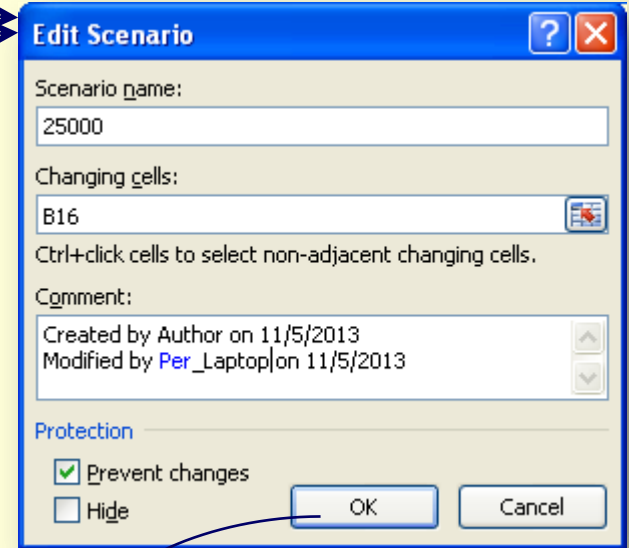 Edit Scenario
Scenario name:
25000
Changing cells:
B16
Ctrl+click cells to select non-adjacent changing cells.
Comment:
Created by Author on 11/5/2013
Modified by Per_Laptop on 11/5/2013
Protection
Prevent changes
Hide
OK
Cancel